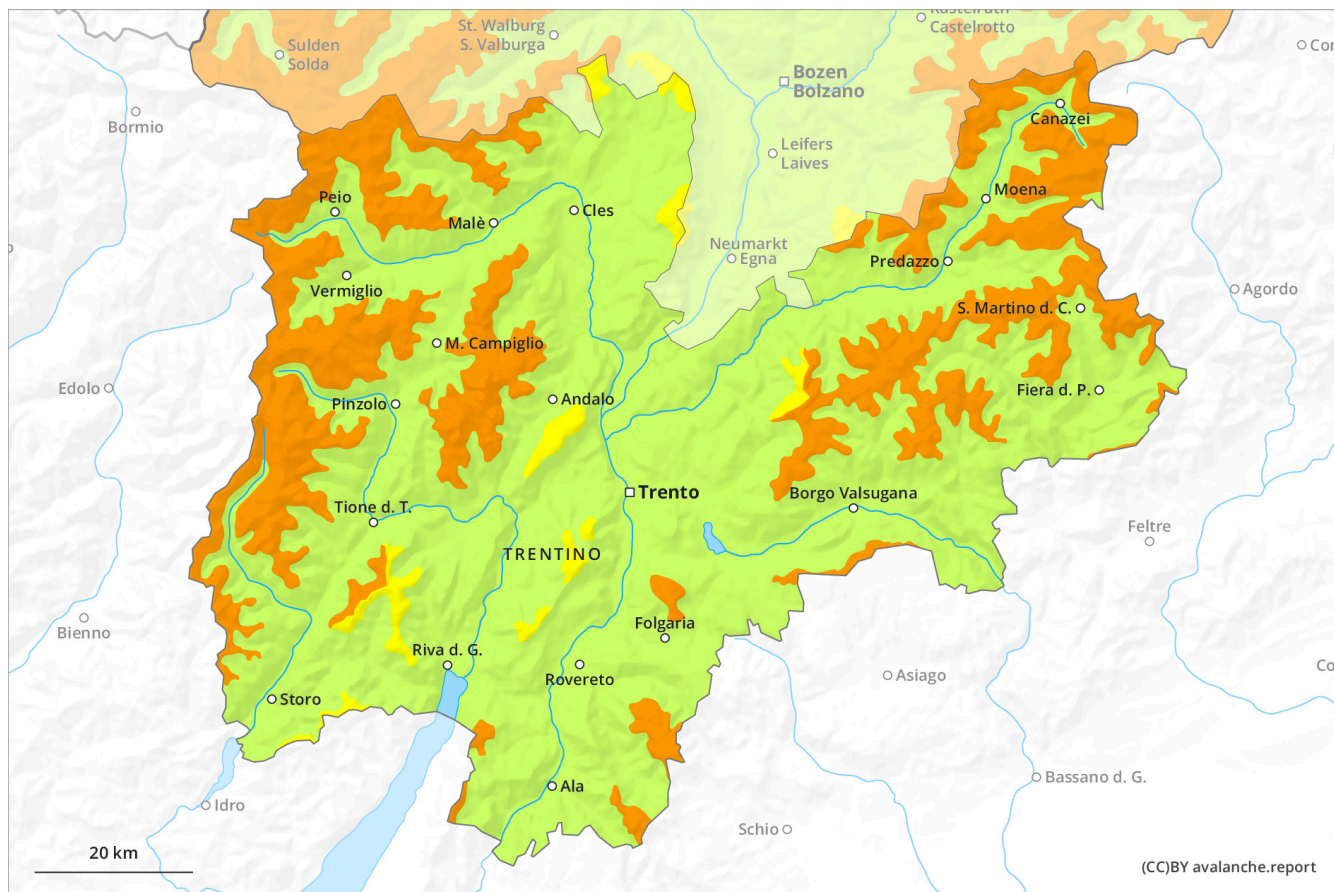 St. Walburg
S. Valburga
Kastelruth
Castelrotto
Sulden
Solda
Bozen
Bolzano
Bormio
Canazei
Leifers
Laives
Moena
Peio
Malè
Cles
Neumarkt
Egna
Predazzo
Vermiglio
Agordo
S. Martino d. C.
M. Campiglio
Edolo
Pinzolo
Andalo
Fiera d. P.
Trento
Borgo Valsugana
Tione d. T.
Feltre
TRENTINO
Bienno
Folgaria
Riva d. G.
Rovereto
Asiago
Storo
Ala
Bassano d. G.
Idro
Schio
20 km
(CC)BY avalanche.report